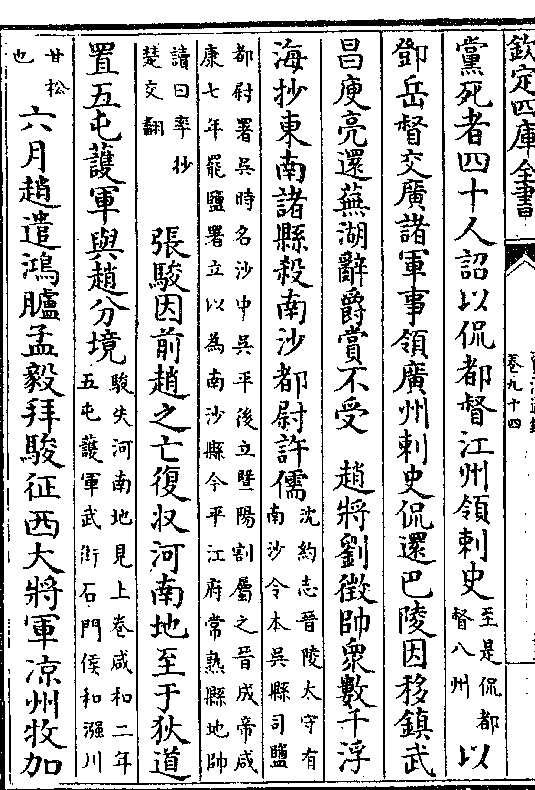 欽定四庫全書
卷九十四
黨死者四十人詔以侃都督江州領刺史
至是侃都
督八州
以
鄧岳督交廣諸軍事領廣州刺史侃還巴陵因移鎮武
昌庾亮還蕪湖辭爵賞不受 趙將劉徵帥衆數千浮
海抄東南諸縣殺南沙都尉許儒
沈約志晉陵太守有
南沙令本吳縣司鹽
都尉署吳時名沙中吳平後立暨陽割屬之晉成帝咸
康七年罷鹽署立以為南沙縣今平江府常熟縣地帥
讀曰率抄
楚交翻
張駿因前趙之亡復収河南地至于狄道
置五屯護軍與趙分境
駿失河南地見上卷咸和二年
五屯護軍武街石門侯和漒川
甘松
也
六月趙遣鴻臚孟毅拜駿征西大將軍凉州牧加